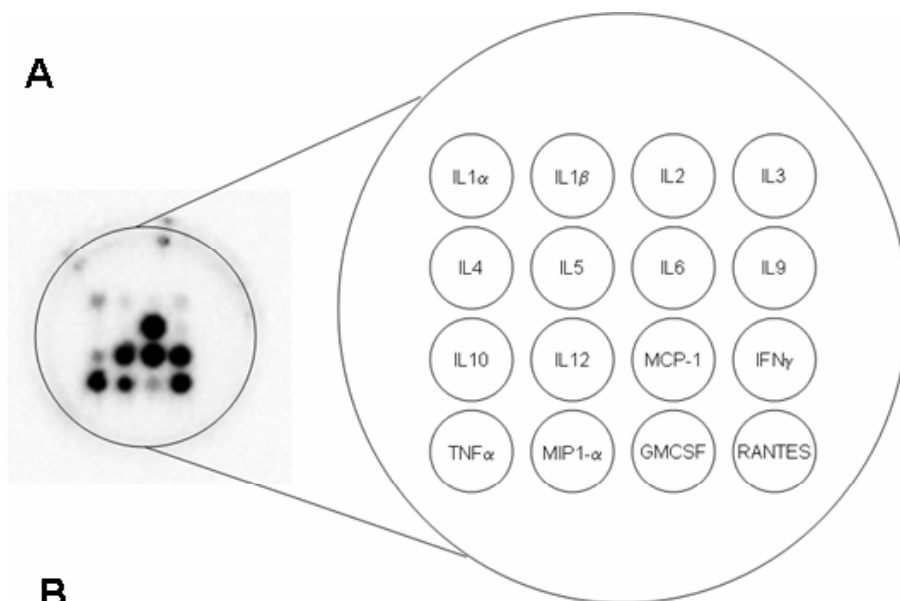 A
IL1α IL1β IL2 IL3
IL4 IL5 IL6 IL9
IL10 IL12 MCP-1 IFNγ
TNFα MIP1-α GMCSF RANTES
B